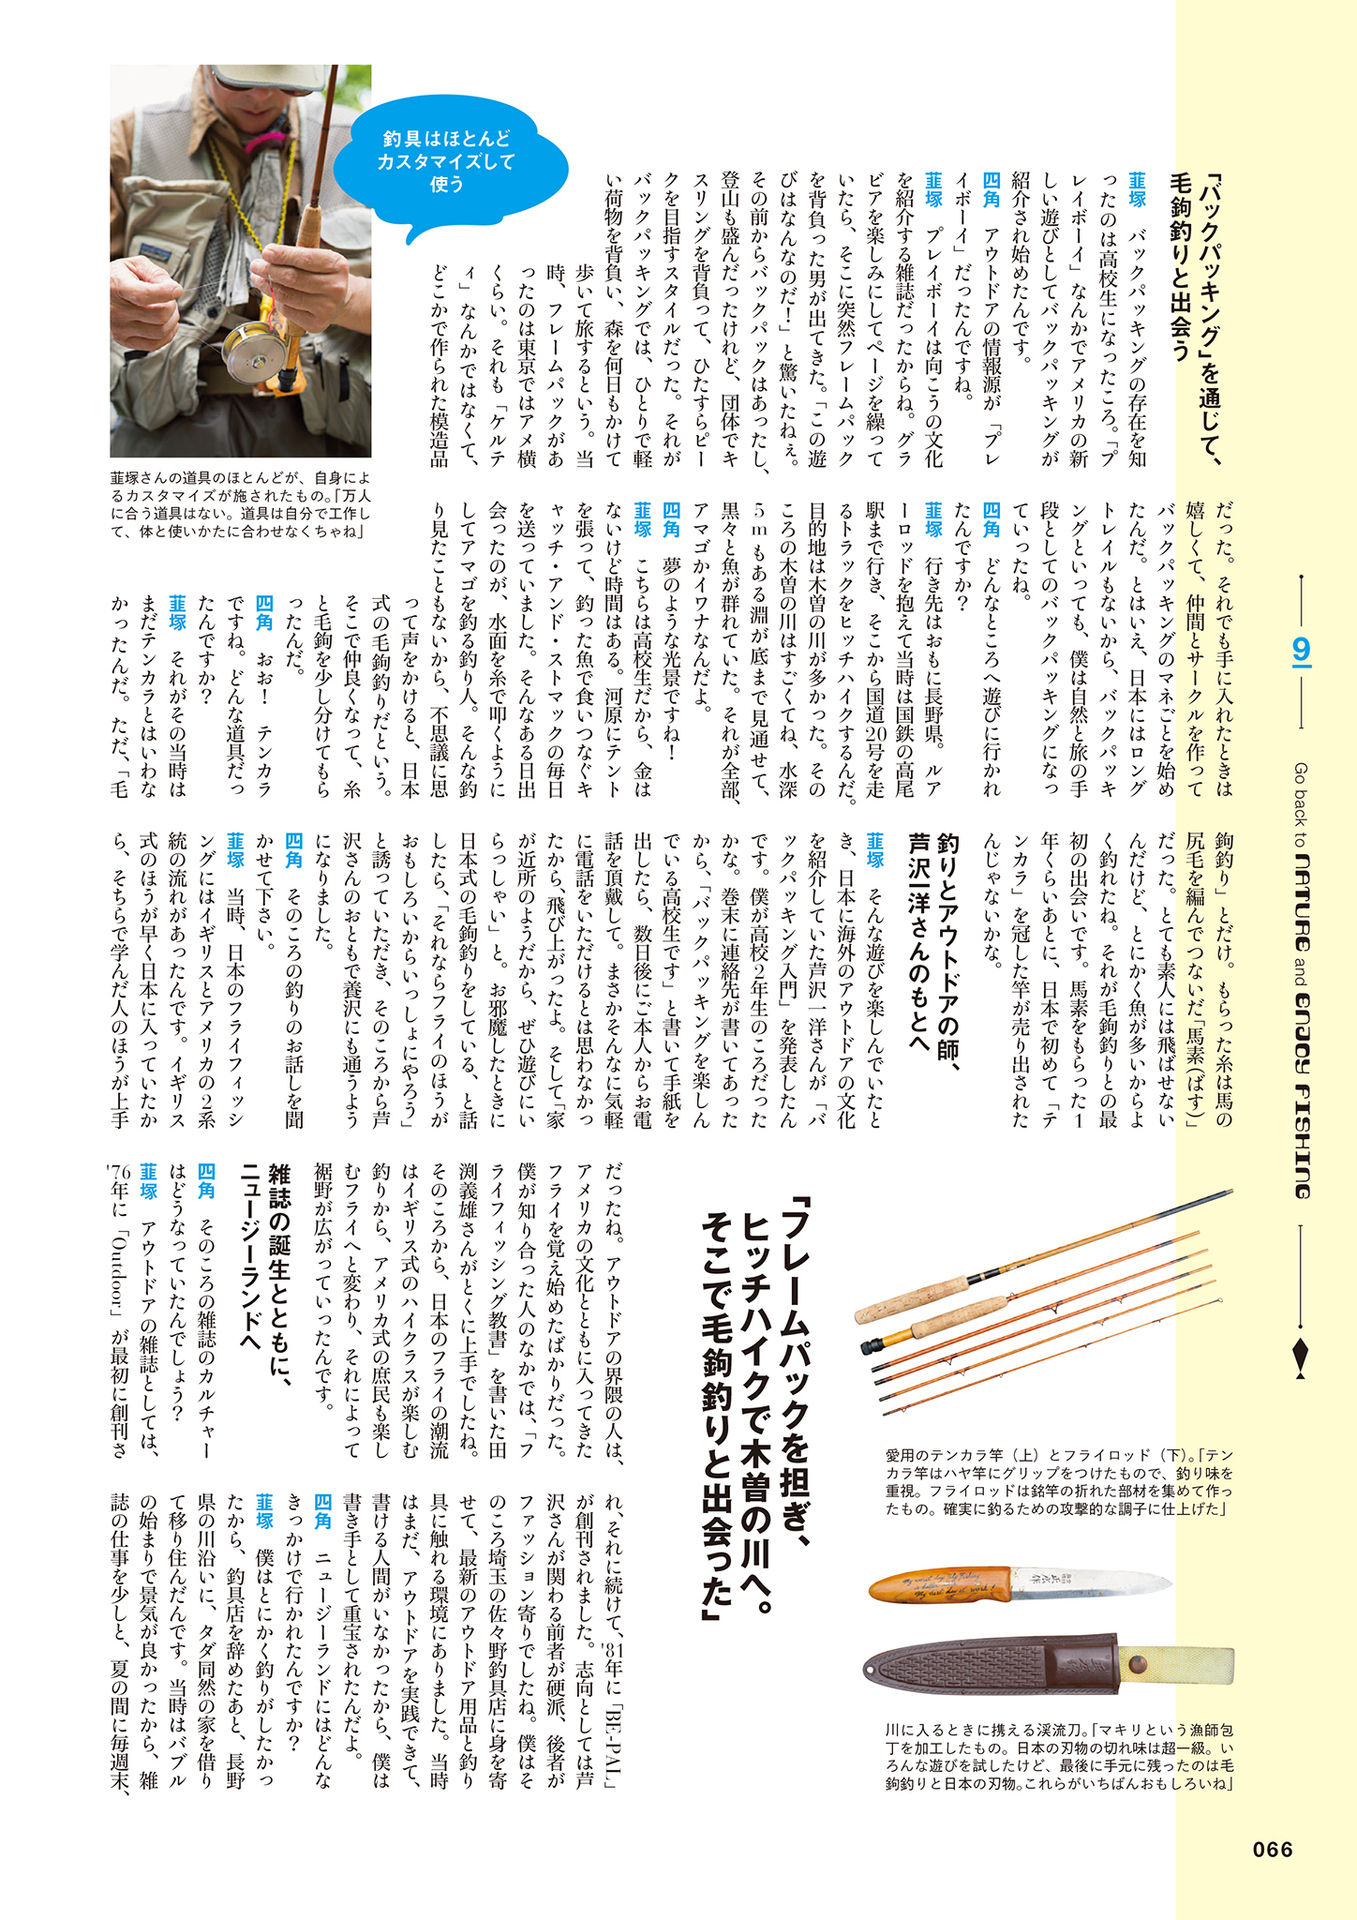 「バックパッキング」を通じて、
毛鉤釣りと出会う
韮塚　バックパッキングの存在を知
ったのは高校生になったころ。「プ
レイボーイ」なんかでアメリカの新
しい遊びとしてバックパッキングが
紹介され始めたんです。
四角　アウトドアの情報源が「プレ
イボーイ」だったんですね。
韮塚　プレイボーイは向こうの文化
を紹介する雑誌だったからね。グラ
ビアを楽しみにしてページを繰って
いたら、そこに突然フレームパック
を背負った男が出てきた。「この遊
びはなんなのだ！」と驚いたねぇ。
その前からバックパックはあったし、
登山も盛んだったけれど、団体でキ
スリングを背負って、ひたすらピー
クを目指すスタイルだった。それが
バックパッキングでは、ひとりで軽
い荷物を背負い、森を何日もかけて
歩いて旅するという。当
時、フレームパックがあ
ったのは東京ではアメ横
くらい。それも「ケルテ
ィ」なんかではなくて、
どこかで作られた模造品
釣具はほとんど
カスタマイズして
使う
韮塚さんの道具のほとんどが、自身によ
るカスタマイズが施されたもの。「万人
に合う道具はない。道具は自分で工作し
て、体と使いかたに合わせなくちゃね」
だった。それでも手に入れたときは
嬉しくて、仲間とサークルを作って
バックパッキングのマネごとを始め
たんだ。とはいえ、日本にはロング
トレイルもないから、バックパッキ
ングといっても、僕は自然と旅の手
段としてのバックパッキングになっ
ていったね。
四角　どんなところへ遊びに行かれ
たんですか？
韮塚　行き先はおもに長野県。ルア
ーロッドを抱えて当時は国鉄の高尾
駅まで行き、そこから国道20号を走
るトラックをヒッチハイクするんだ。
目的地は木曽の川が多かった。その
ころの木曽の川はすごくてね、水深
5mもある淵が底まで見通せて、
黒々と魚が群れていた。それが全部、
アマゴかイワナなんだよ。
四角　夢のような光景ですね！
韮塚　こちらは高校生だから、金は
ないけど時間はある。河原にテント
を張って、釣った魚で食いつなぐキ
ャッチ・アンド・ストマックの毎日
を送っていました。そんなある日出
会ったのが、水面を糸で叩くように
してアマゴを釣る釣り人。そんな釣
り見たこともないから、不思議に思
って声をかけると、日本
式の毛鉤釣りだという。
そこで仲良くなって、糸
と毛鉤を少し分けてもら
ったんだ。
四角　おお！　テンカラ
ですね。どんな道具だっ
たんですか？
韮塚　それがその当時は
まだテンカラとはいわな
かったんだ。ただ、「毛
鉤釣り」とだけ。もらった糸は馬の
尻毛を編んでつないだ「馬素（ばす）」
だった。とても素人には飛ばせない
んだけど、とにかく魚が多いからよ
く釣れたね。それが毛鉤釣りとの最
初の出会いです。馬素をもらった1
年くらいあとに、日本で初めて「テ
ンカラ」を冠した竿が売り出された
んじゃないかな。
釣りとアウトドアの師、
芦沢一洋さんのもとへ
韮塚　そんな遊びを楽しんでいたと
き、日本に海外のアウトドアの文化
を紹介していた芦沢一洋さんが「バ
ックパッキング入門」を発表したん
です。僕が高校2年生のころだった
かな。巻末に連絡先が書いてあった
から、「バックパッキングを楽しん
でいる高校生です」と書いて手紙を
出したら、数日後にご本人からお電
話を頂戴して。まさかそんなに気軽
に電話をいただけるとは思わなかっ
たから、飛び上がったよ。そして「家
が近所のようだから、ぜひ遊びにい
らっしゃい」と。お邪魔したときに
日本式の毛鉤釣りをしている、と話
したら、「それならフライのほうが
おもしろいからいっしょにやろう」
と誘っていただき、そのころから芦
沢さんのおともで養沢にも通うよう
になりました。
四角　そのころの釣りのお話しを聞
かせて下さい。
韮塚　当時、日本のフライフィッシ
ングにはイギリスとアメリカの2系
統の流れがあったんです。イギリス
式のほうが早く日本に入っていたか
ら、そちらで学んだ人のほうが上手
「フレームパックを担ぎ、
ヒッチハイクで木曽の川へ。
そこで毛鉤釣りと出会った」
だったね。アウトドアの界隈の人は、
アメリカの文化とともに入ってきた
フライを覚え始めたばかりだった。
僕が知り合った人のなかでは、「フ
ライフィッシング教書」を書いた田
渕義雄さんがとくに上手でしたね。
そのころから、日本のフライの潮流
はイギリス式のハイクラスが楽しむ
釣りから、アメリカ式の庶民も楽し
むフライへと変わり、それによって
裾野が広がっていったんです。
雑誌の誕生とともに、
ニュージーランドへ
四角　そのころの雑誌のカルチャー
はどうなっていたんでしょう？
韮塚　アウトドアの雑誌としては、
'76年に「Outdoor」が最初に創刊さ
れ、それに続けて、'81年に「BE-PAL」
が創刊されました。志向としては芦
沢さんが関わる前者が硬派、後者が
ファッション寄りでしたね。僕はそ
のころ埼玉の佐々野釣具店に身を寄
せて、最新のアウトドア用品と釣り
具に触れる環境にありました。当時
はまだ、アウトドアを実践できて、
書ける人間がいなかったから、僕は
書き手として重宝されたんだよ。
四角　ニュージーランドにはどんな
きっかけで行かれたんですか？
韮塚　僕はとにかく釣りがしたかっ
たから、釣具店を辞めたあと、長野
県の川沿いに、タダ同然の家を借り
て移り住んだんです。当時はバブル
の始まりで景気が良かったから、雑
誌の仕事を少しと、夏の間に毎週末、
愛用のテンカラ竿（上）とフライロッド（下）。「テン
カラ竿はハヤ竿にグリップをつけたもので、釣り味を
重視。フライロッドは銘竿の折れた部材を集めて作っ
たもの。確実に釣るための攻撃的な調子に仕上げた」
川に入るときに携える渓流刀。「マキリという漁師包
丁を加工したもの。日本の刃物の切れ味は超一級。い
ろんな遊びを試したけど、最後に手元に残ったのは毛
鉤釣りと日本の刃物。これらがいちばんおもしろいね」
9
Go back to NATURE and ENJOY FISHING
066